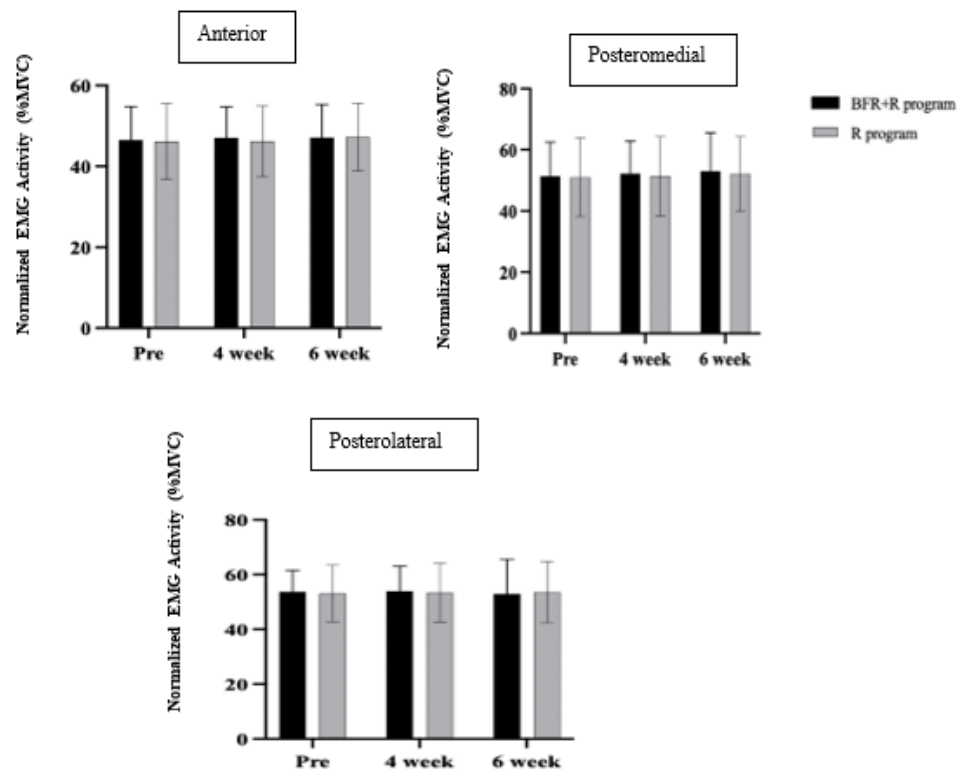 Anterior
Normalized EMG Activity (%MVC)
60
40
20
0
Pre 4 week 6 week
Posteromedial
Normalized EMG Activity (%MVC)
80
60
40
20
0
Pre 4 week 6 week
BFR+R program
R program
Posterolateral
Normalized EMG Activity (%MVC)
80
60
40
20
0
Pre 4 week 6 week